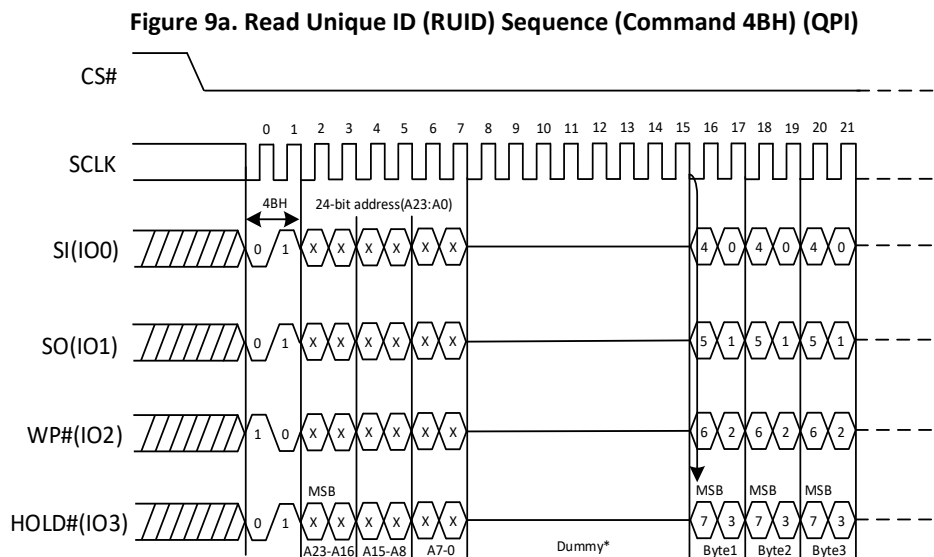 Figure 9a. Read Unique ID (RUID) Sequence (Command 4BH) (QPI)
CS#
0 1 2 3 4 5 6 7 8 9 10 11 12 13 14 15 16 17 18 19 20 21
SCLK
4BH 24-bit address(A23:A0)
SI(IO0) 0 1 X X X X X X 4 0 4 0 4 0
SO(IO1) 0 1 X X X X X X 5 1 5 1 5 1
WP#(IO2) 1 0 X X X X X X 6 2 6 2 6 2
MSB MSB MSB MSB
HOLD#(IO3) 0 1 X X X X X X 7 3 7 3 7 3
A23-A16 A15-A8 A7-0 Dummy* Byte1 Byte2 Byte3